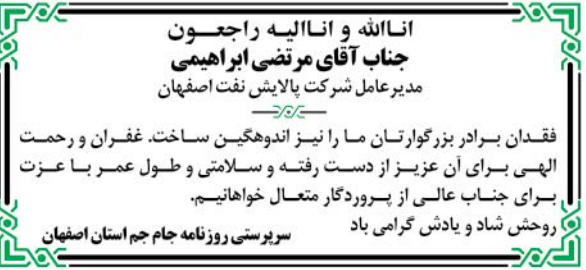 اناالله و اناالیه راجعون
جناب آقای مرتضی ابراهیمی
مدیرعامل شرکت پالایش نفت اصفهان
فقدان برادر بزرگوارتان ما را نیز اندوهگین ساخت. غفران و رحمت
الهی برای آن عزیز از دست رفته و سلامتی و طول عمر با عزت
برای جناب عالی از پروردگار متعال خواهانیم.
روحش شاد و یادش گرامی باد
سرپرستی روزنامه جام جم استان اصفهان